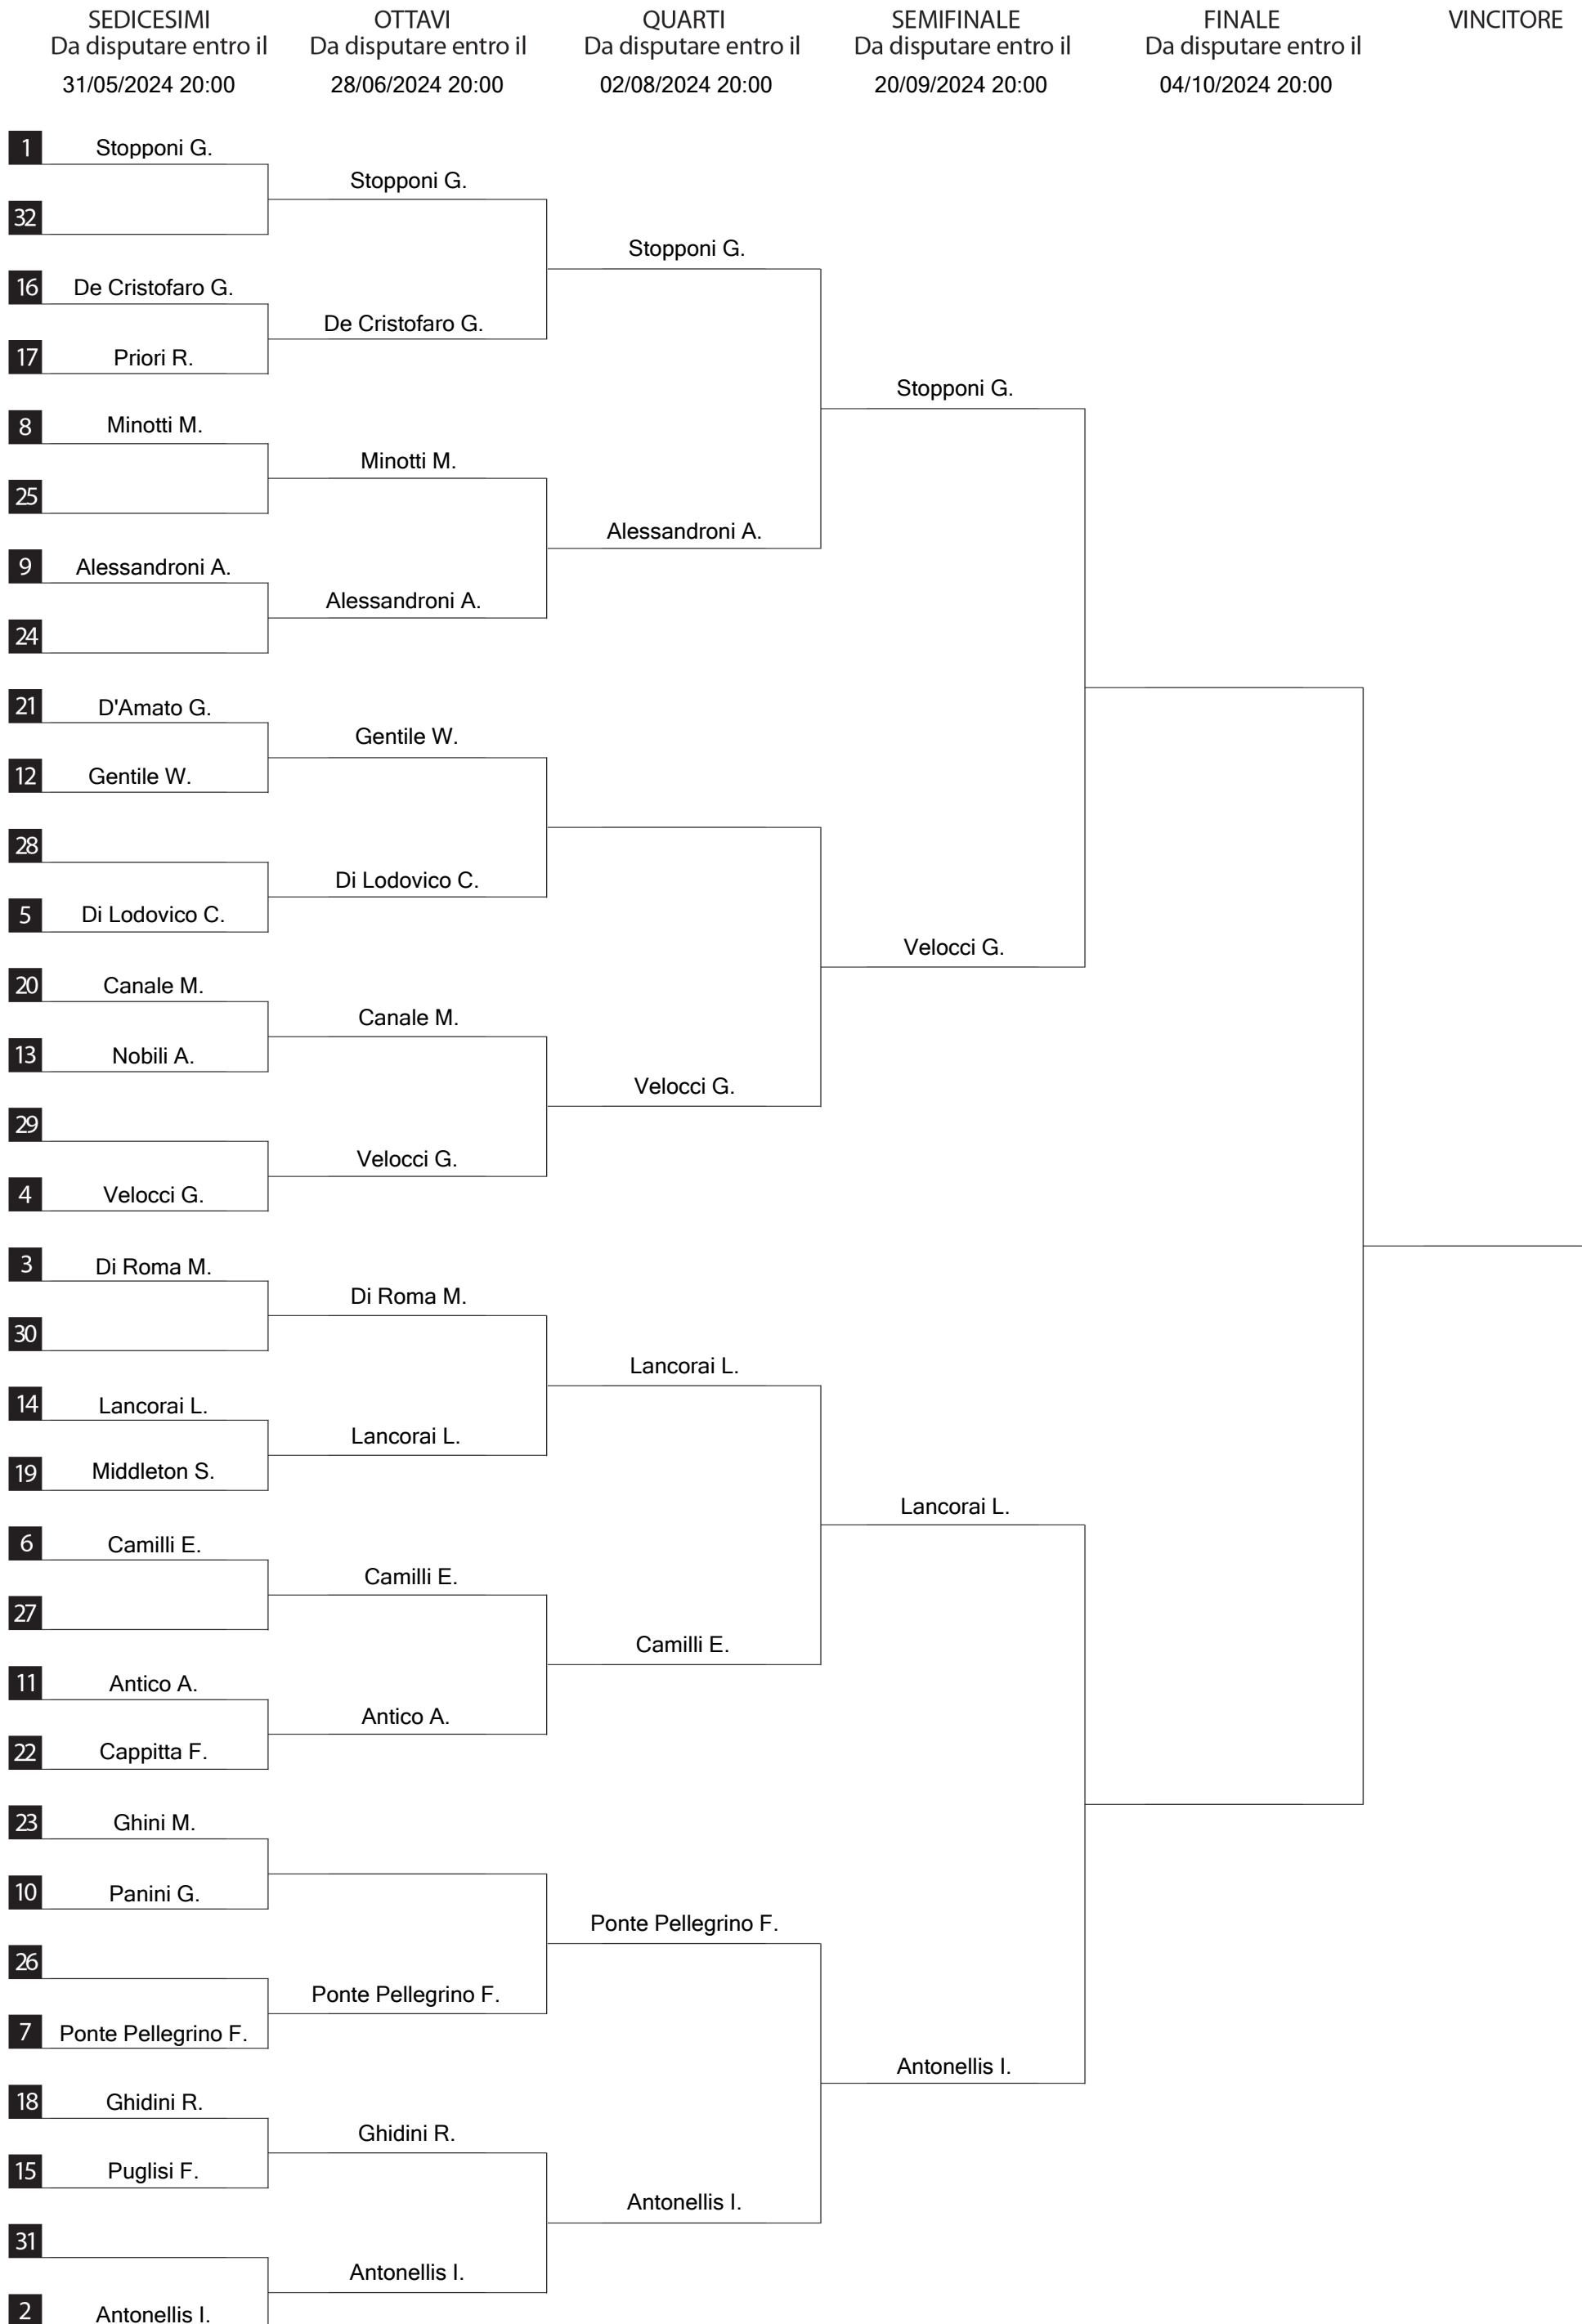 SEDICESIMI
Da disputare entro il
31/05/2024 20:00
OTTAVI
Da disputare entro il
28/06/2024 20:00
QUARTI
Da disputare entro il
02/08/2024 20:00
SEMIFINALE
Da disputare entro il
20/09/2024 20:00
FINALE
Da disputare entro il
04/10/2024 20:00
VINCITORE
1 Stopponi G.
32
16 De Cristofaro G.
17 Priori R.
8 Minotti M.
25
9 Alessandroni A.
24
21 D'Amato G.
12 Gentile W.
28
5 Di Lodovico C.
20 Canale M.
13 Nobili A.
29
4 Velocci G.
3 Di Roma M.
30
14 Lancorai L.
19 Middleton S.
6 Camilli E.
27
11 Antico A.
22 Cappitta F.
23 Ghini M.
10 Panini G.
26
7 Ponte Pellegrino F.
18 Ghidini R.
15 Puglisi F.
31
2 Antonellis I.
Stopponi G.
De Cristofaro G.
Minotti M.
Alessandroni A.
Gentile W.
Di Lodovico C.
Canale M.
Velocci G.
Di Roma M.
Lancorai L.
Camilli E.
Antico A.
Ponte Pellegrino F.
Ghidini R.
Antonellis I.
Stopponi G.
Alessandroni A.
Velocci G.
Lancorai L.
Camilli E.
Ponte Pellegrino F.
Antonellis I.
Stopponi G.
Velocci G.
Lancorai L.
Antonellis I.